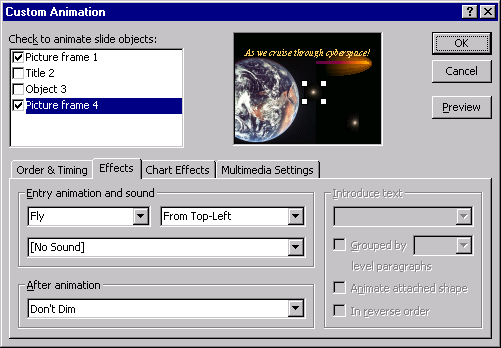 Custom Animation
Check to animate slide objects:
Picture frame 1
Title 2
Object 3
Picture frame 4
As we cruise through cyberspace!
OK
Cancel
Preview
Order & Timing Effects Chart Effects Multimedia Settings
Entry animation and sound
Fly From Top-Left
[No Sound]
After animation
Don't Dim
Introduce text
Grouped by
level paragraphs
Animate attached shape
In reverse order